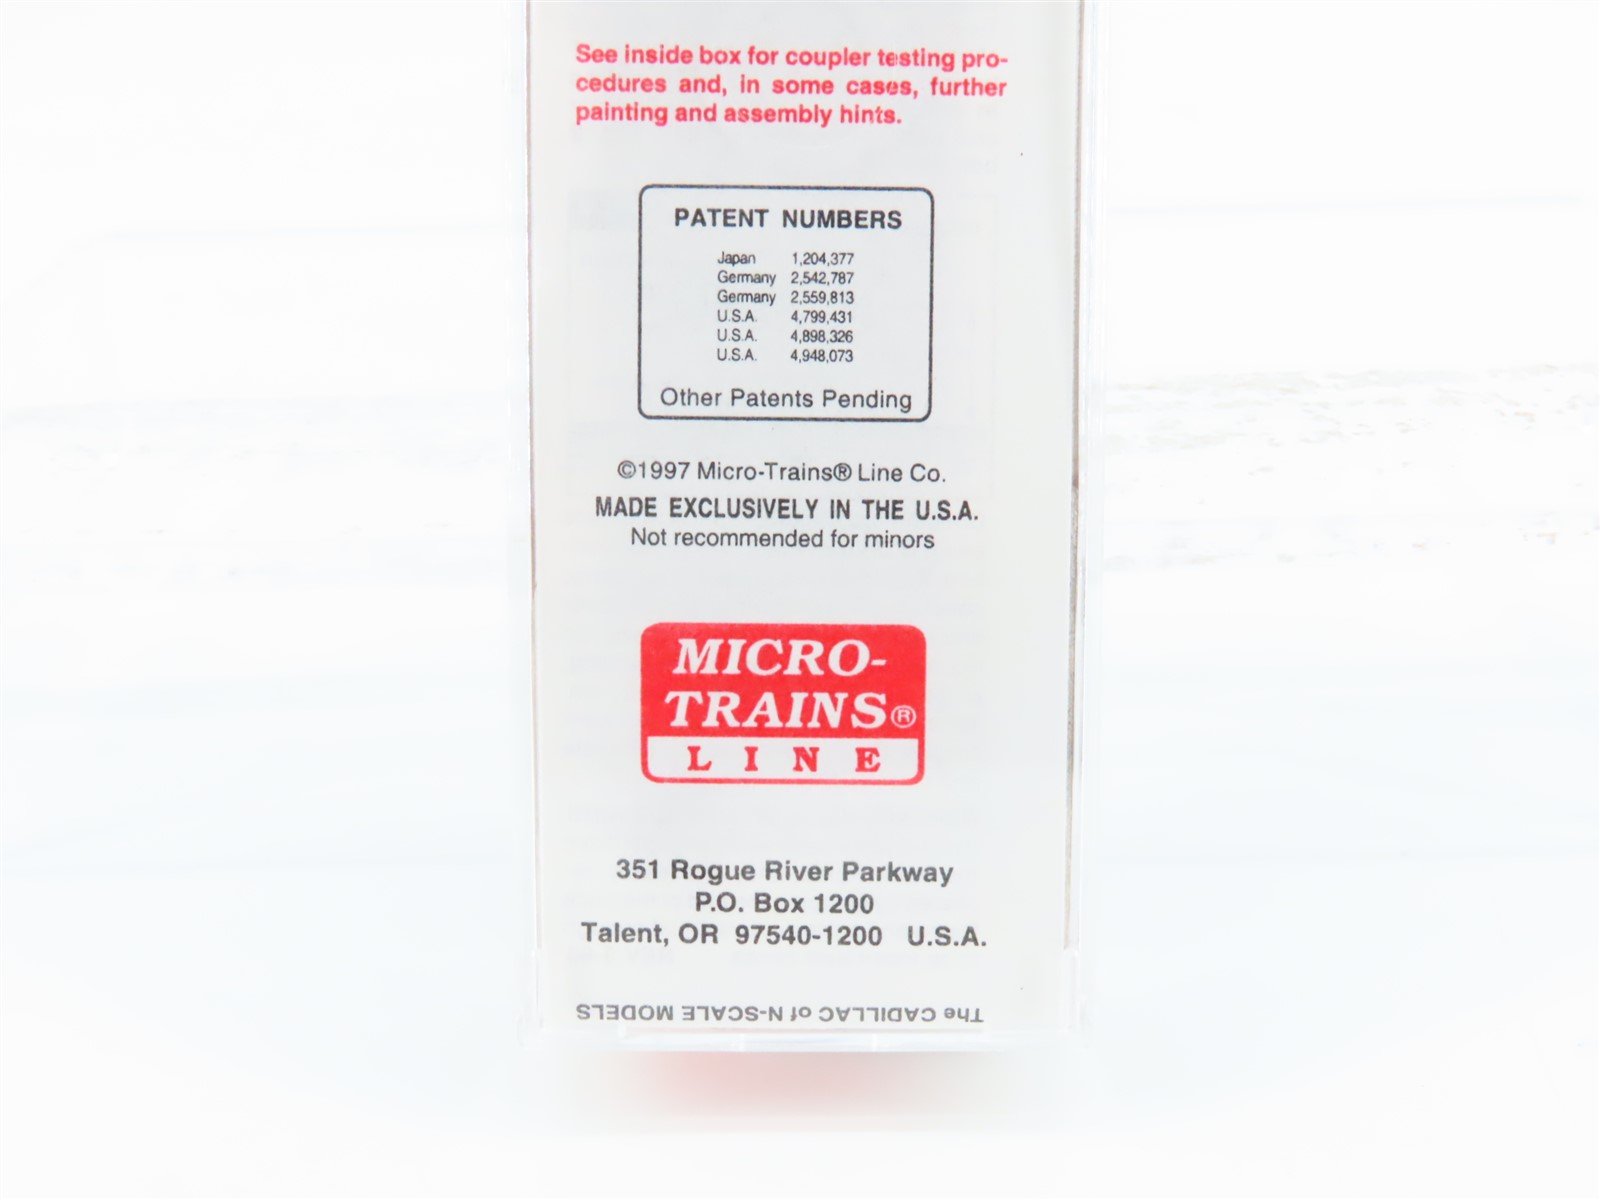 See inside box for coupler testing pro-
cedures and, in some cases, further
painting and assembly hints.
PATENT NUMBERS
Japan 1,204,377
Germany 2,542,787
Germany 2,559,813
U.S.A. 4,799,431
U.S.A. 4,898,326
U.S.A. 4,948,073
Other Patents Pending
©1997 Micro-Trains® Line Co.
MADE EXCLUSIVELY IN THE U.S.A.
Not recommended for minors
MICRO-
TRAINS®
LINE
351 Rogue River Parkway
P.O. Box 1200
Talent, OR 97540-1200 U.S.A.
The CADILLAC of N-SCALE MODELS